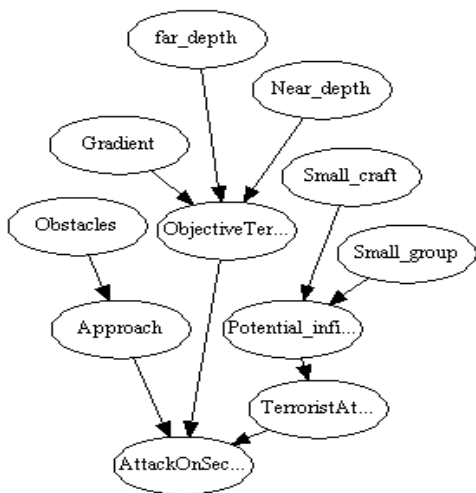 far_depth
Near_depth
Gradient
Small_craft
Obstacles
ObjectiveTer...
Small_group
Approach
Potential_infi...
TerroristAt...
AttackOnSec...